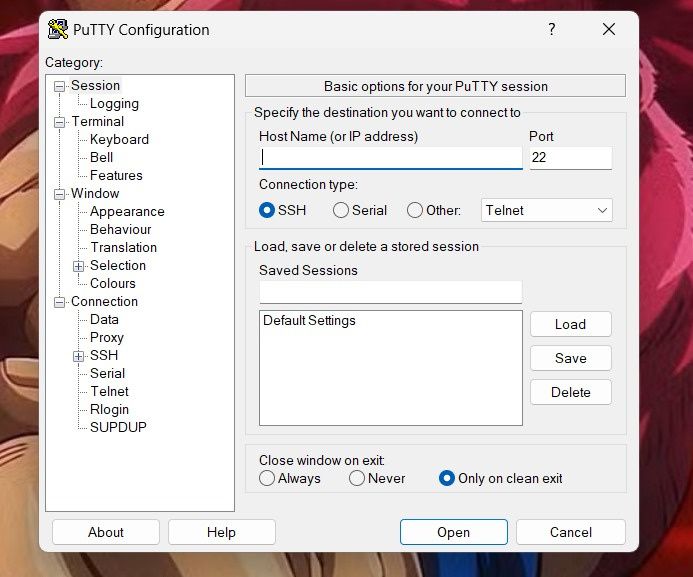 PuTTY Configuration
?
Category:
Session
Logging
Terminal
Keyboard
Bell
Features
Window
Appearance
Behaviour
Translation
Selection
Colours
Connection
Data
Proxy
SSH
Serial
Telnet
Rlogin
SUPDUP
Basic options for your PuTTY session
Specify the destination you want to connect to
Host Name (or IP address) Port
22
Connection type:
SSH Serial Other: Telnet
Load, save or delete a stored session
Saved Sessions
Default Settings
Load
Save
Delete
Close window on exit:
Always Never Only on clean exit
About Help Open Cancel